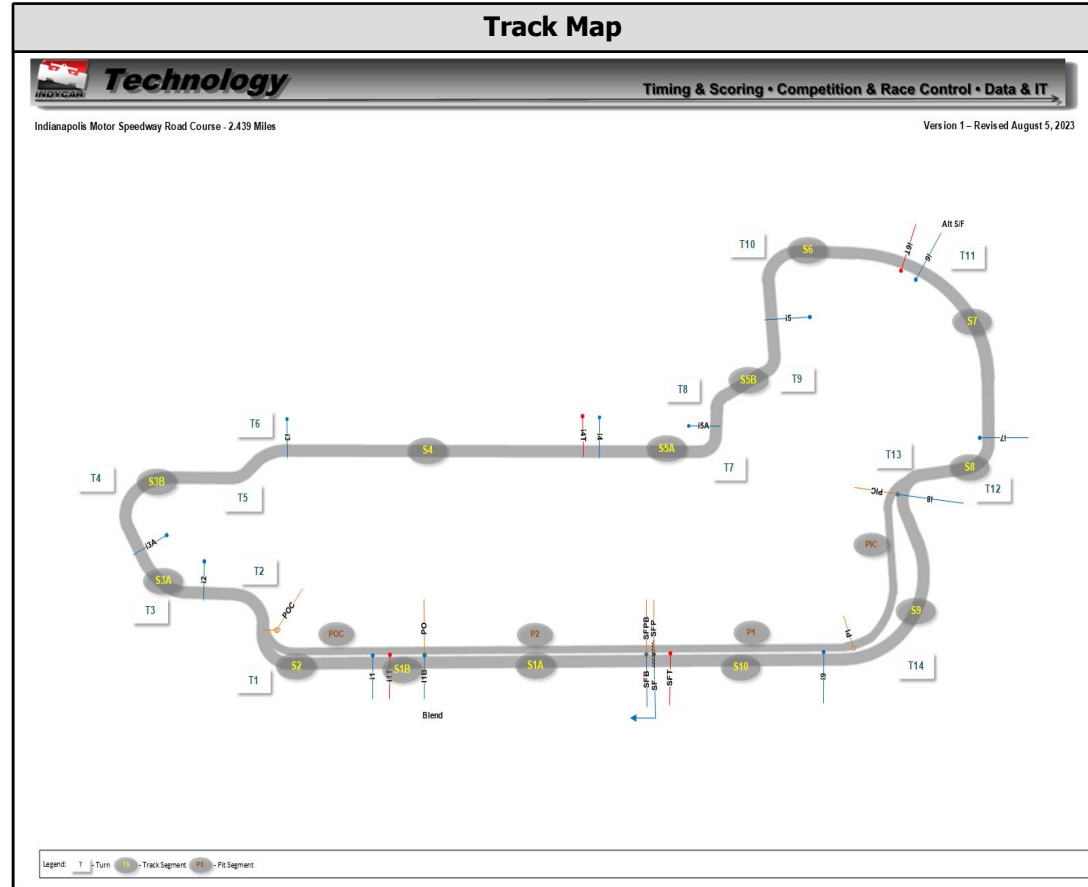 Track Map
INDYCAR
Technology
Timing & Scoring • Competition & Race Control • Data & IT
Indianapolis Motor Speedway Road Course - 2.439 Miles
Version 1 – Revised August 5, 2023
Alt S/F
i6T
i6
T10
S6
T11
i5
S7
S5B
T9
T8
i5A
T6
i3
i4T
i4
S4
S5A
T7
i7
T13
S8
T12
T4
S3B
T5
PIC
i8
i3A
PIC
T2
i2
S3A
T3
POC
S9
POC
PO
P2
SFPB
SFP
P1
PI
T14
T1
S2
i1
I1T
S1B
I1B
S1A
SFB
SF
SFT
S10
i9
Blend
Legend: T - Turn T1 - Track Segment P3 - Pit Segment